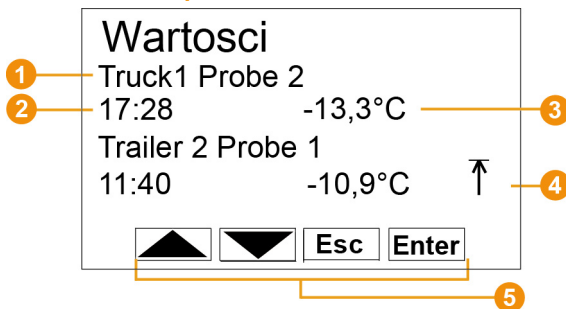 Wartosci
1 Truck1 Probe 2
2 17:28 -13,3°C 3
Trailer 2 Probe 1
11:40 -10,9°C 4
Esc Enter
5